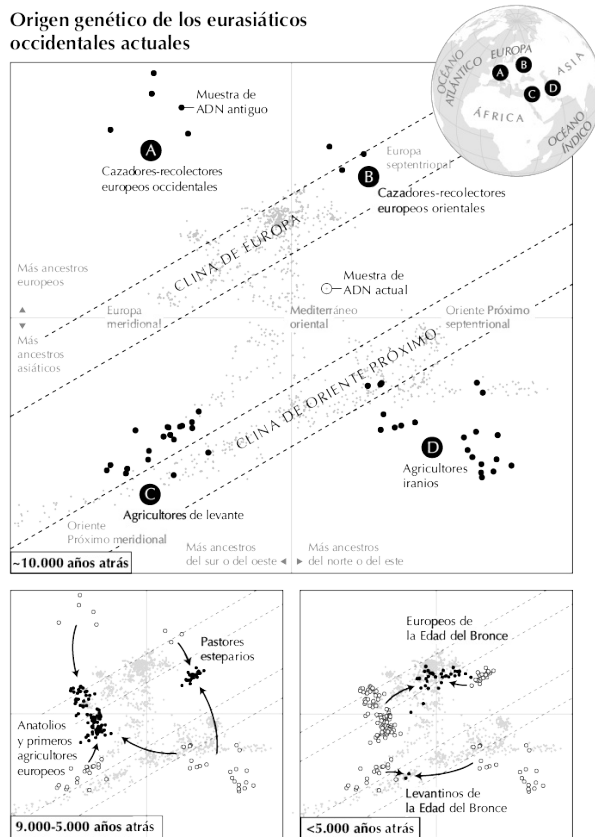 Origen genético de los eurasiáticos
occidentales actuales
OCÉANO
ATLÁNTICO
EUROPA
ASIA
ÁFRICA
OCÉANO
ÍNDICO
A
B
C
D
Muestra de
ADN antiguo
A
Cazadores-recolectores
europeos occidentales
Europa
septentrional
B
Cazadores-recolectores
europeos orientales
CLINA DE EUROPA
Más ancestros
europeos
▲
▼
Más
ancestros
asiáticos
Muestra de
ADN actual
Europa
meridional
Mediterráneo
oriental
Oriente Próximo
septentrional
CLINA DE ORIENTE PRÓXIMO
D
Agricultores
iranios
C
Agricultores de levante
Oriente
Próximo meridional
Más ancestros
del sur o del oeste ◀
Más ancestros
▶ del norte o del este
~10.000 años atrás
Pastores
esteparios
Anatolios
y primeros
agricultores
europeos
9.000-5.000 años atrás
Europeos de
la Edad del Bronce
Levantinos de
la Edad del Bronce
<5.000 años atrás